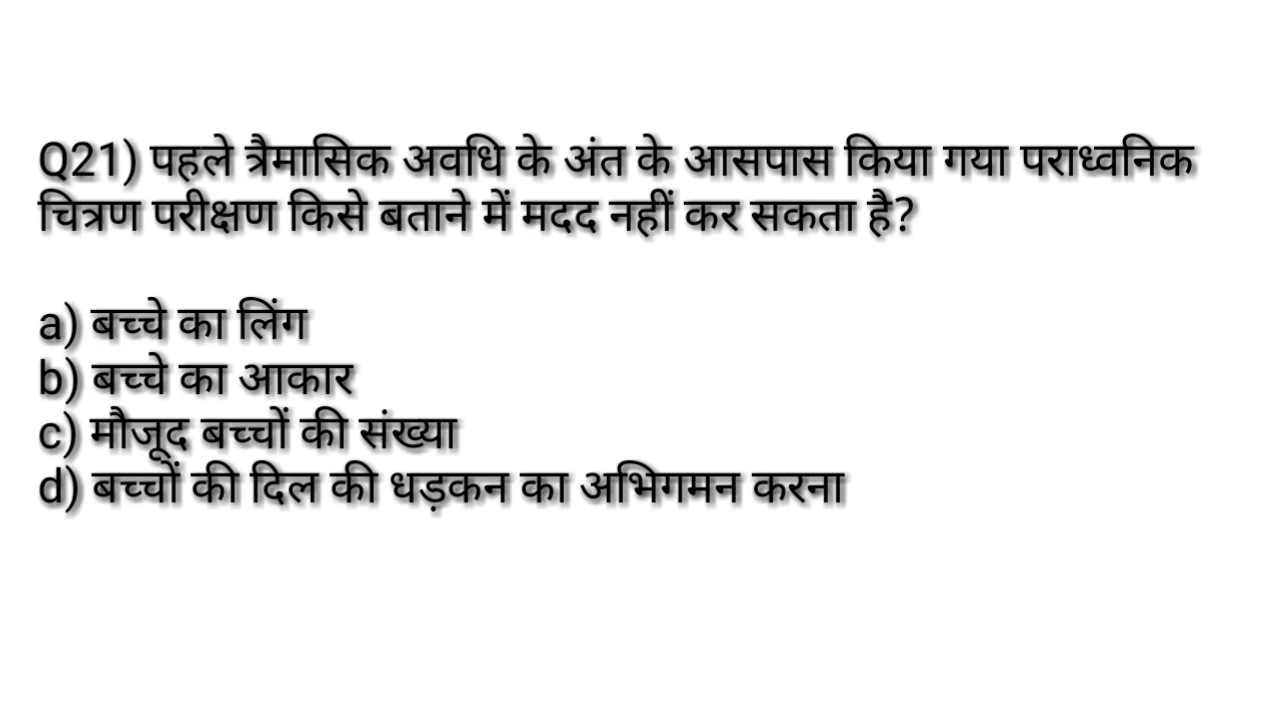 Q21) पहले त्रैमासिक अवधि के अंत के आसपास किया गया पराध्वनिक
चित्रण परीक्षण किसे बताने में मदद नहीं कर सकता है?
a) बच्चे का लिंग
b) बच्चे का आकार
c) मौजूद बच्चों की संख्या
d) बच्चों की दिल की धड़कन का अभिगमन करना